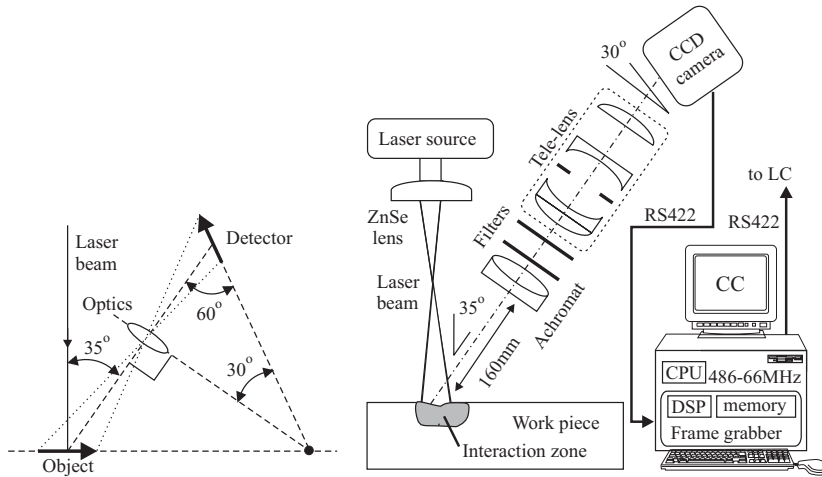 Laser
beam
Detector
Optics
60°
35°
30°
Object
Laser source
ZnSe
lens
Laser
beam
Filters
Tele-lens
30°
CCD
camera
35°
160mm
Achromat
Work piece
Interaction zone
RS422
to LC
RS422
CC
CPU 486-66MHz
DSP memory
Frame grabber